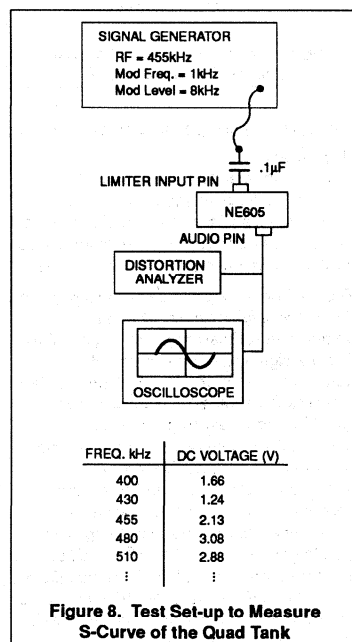 SIGNAL GENERATOR
RF = 455kHz
Mod Freq. = 1kHz
Mod Level = 8kHz
.1µF
LIMITER INPUT PIN
NE605
AUDIO PIN
DISTORTION
ANALYZER
OSCILLOSCOPE
FREQ. kHz DC VOLTAGE (V)
400 1.66
430 1.24
455 2.13
480 3.08
510 2.88
⋮ ⋮
Figure 8. Test Set-up to Measure
S-Curve of the Quad Tank